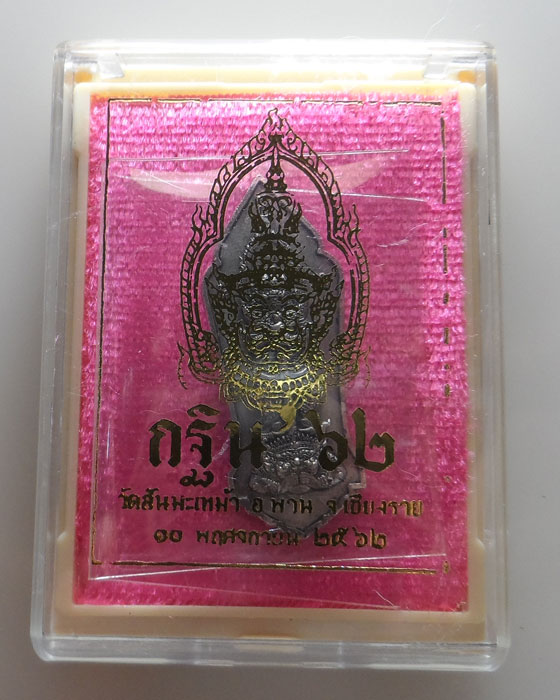 กฐิน ๖๒
วัดสันมะเหม้า อ.พาน จ.เชียงราย
๑๐ พฤศจิกายน ๒๕๖๒